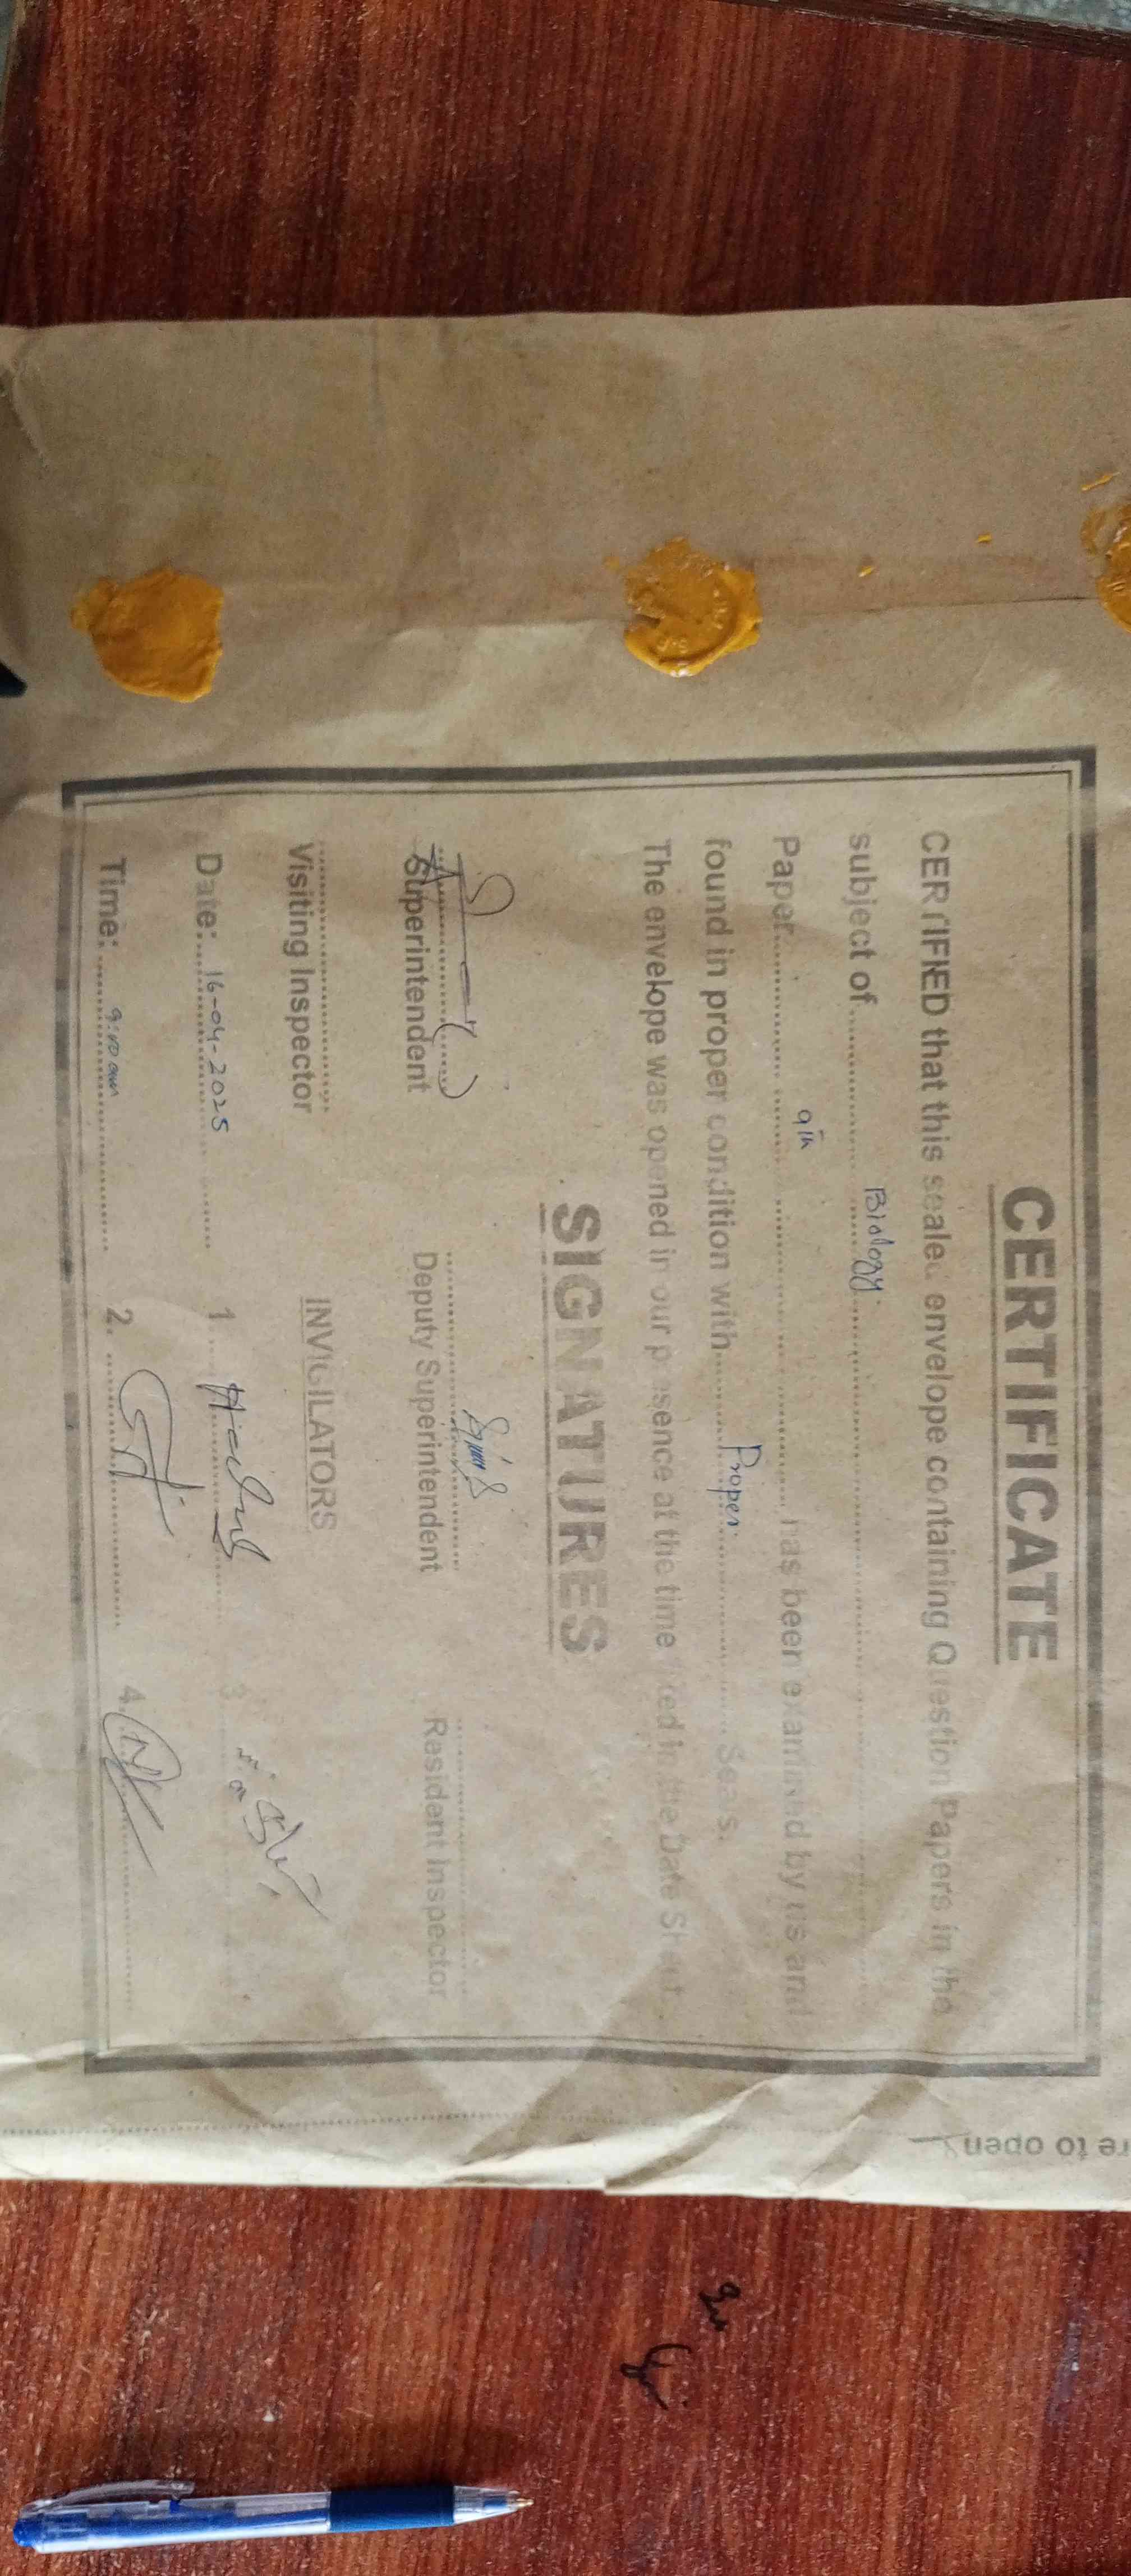 CERTIFICATE
CERTIFIED that this sealed envelope containing Question Papers in the
subject of ........ Biology ........
Paper ........ 9th ........ has been examined by us and
found in proper condition with ........ Proper ........ Seals.
The envelope was opened in our presence at the time fixed in the Date Sheet.
SIGNATURES
Superintendent
Deputy Superintendent
Resident Inspector
Visiting Inspector
INVIGILATORS
Date: 16-04-2025
1
3
Time: 9:00 am
2.
4.
re to open